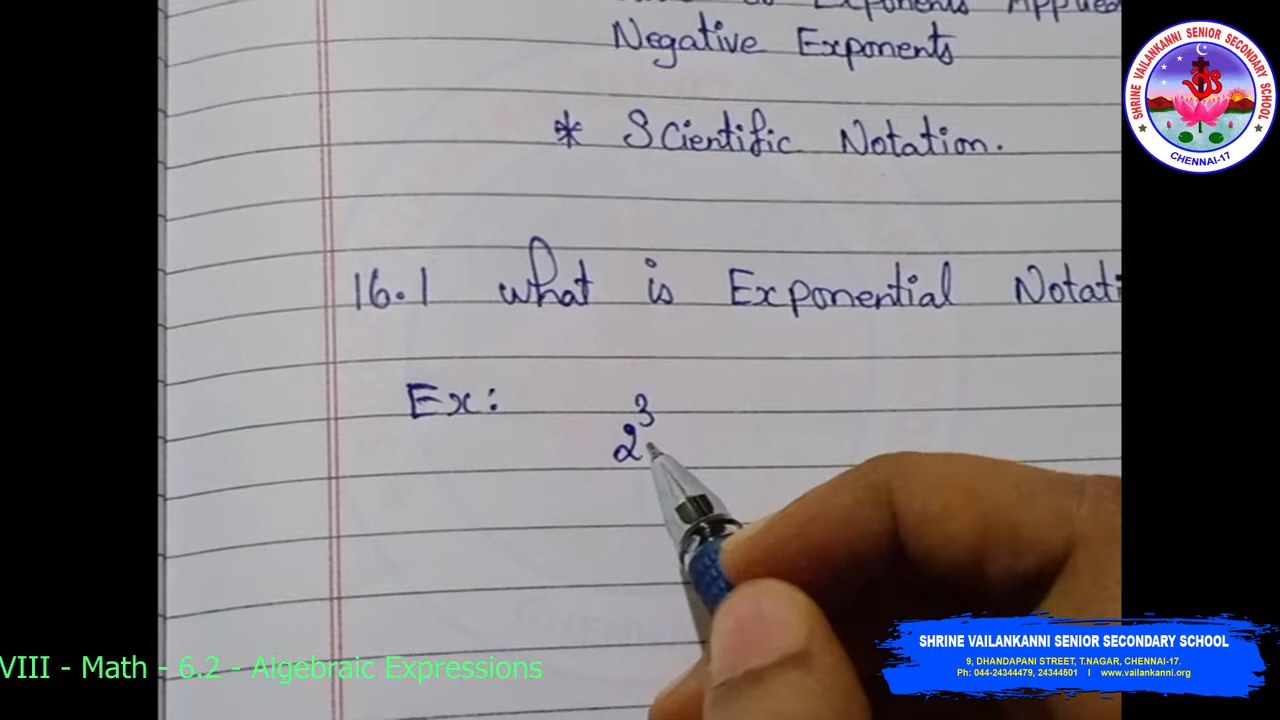 Exponents Applied
Negative Exponents
* Scientific Notation.
16.1 What is Exponential Notati
Ex: 2³
SHRINE VAILANKANNI SENIOR SECONDARY SCHOOL
CHENNAI-17
VIII - Math - 6.2 - Algebraic Expressions
SHRINE VAILANKANNI SENIOR SECONDARY SCHOOL
9, DHANDAPANI STREET, T.NAGAR, CHENNAI-17.
Ph: 044-24344479, 24344501 I www.vailankanni.org